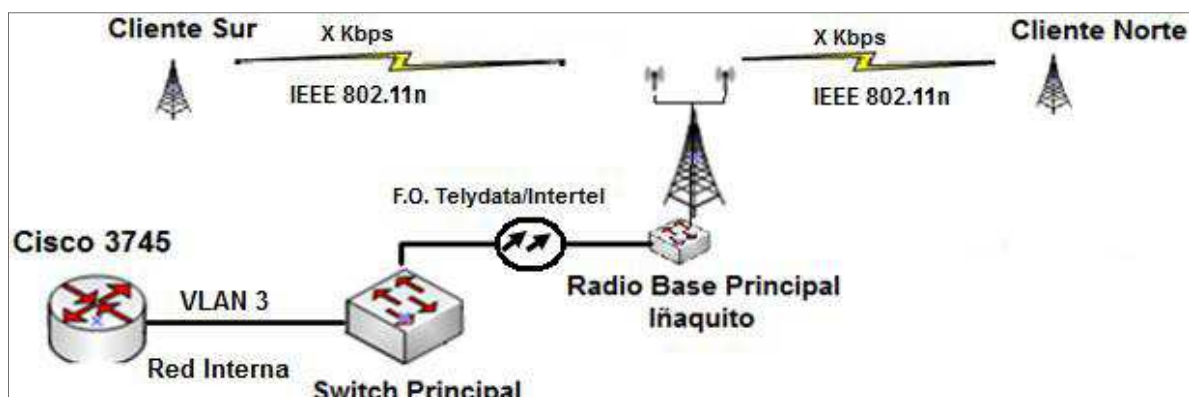 Cliente Sur
X Kbps
IEEE 802.11n
X Kbps
IEEE 802.11n
Cliente Norte
F.O. Telydata/Intertel
Cisco 3745
VLAN 3
Red Interna
Switch Principal
Radio Base Principal
Iñaquito